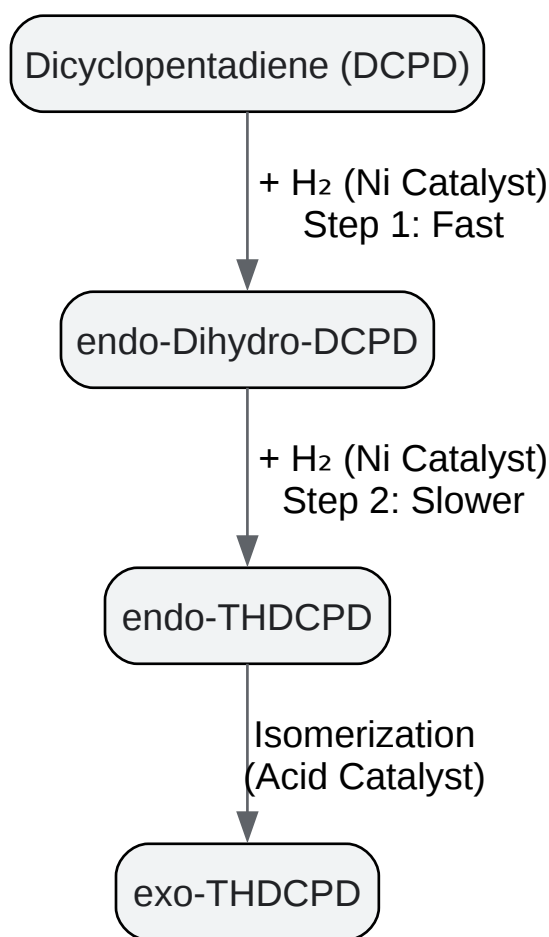 Dicyclopentadiene (DCPD)
+ H₂ (Ni Catalyst)
Step 1: Fast
endo-Dihydro-DCPD
+ H₂ (Ni Catalyst)
Step 2: Slower
endo-THDCPD
Isomerization
(Acid Catalyst)
exo-THDCPD